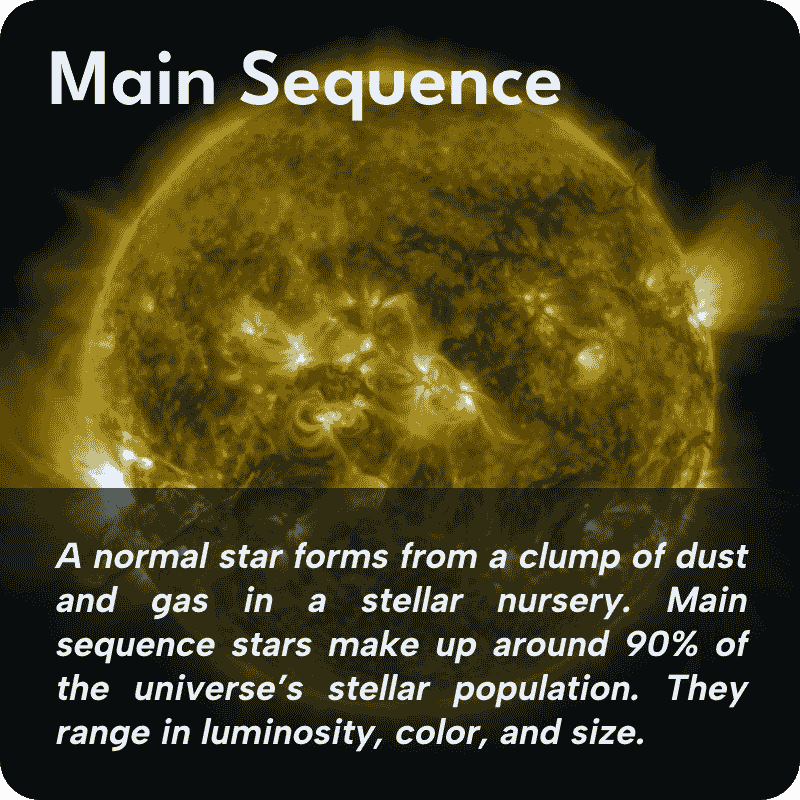 Main Sequence
A normal star forms from a clump of dust
and gas in a stellar nursery. Main
sequence stars make up around 90% of
the universe’s stellar population. They
range in luminosity, color, and size.